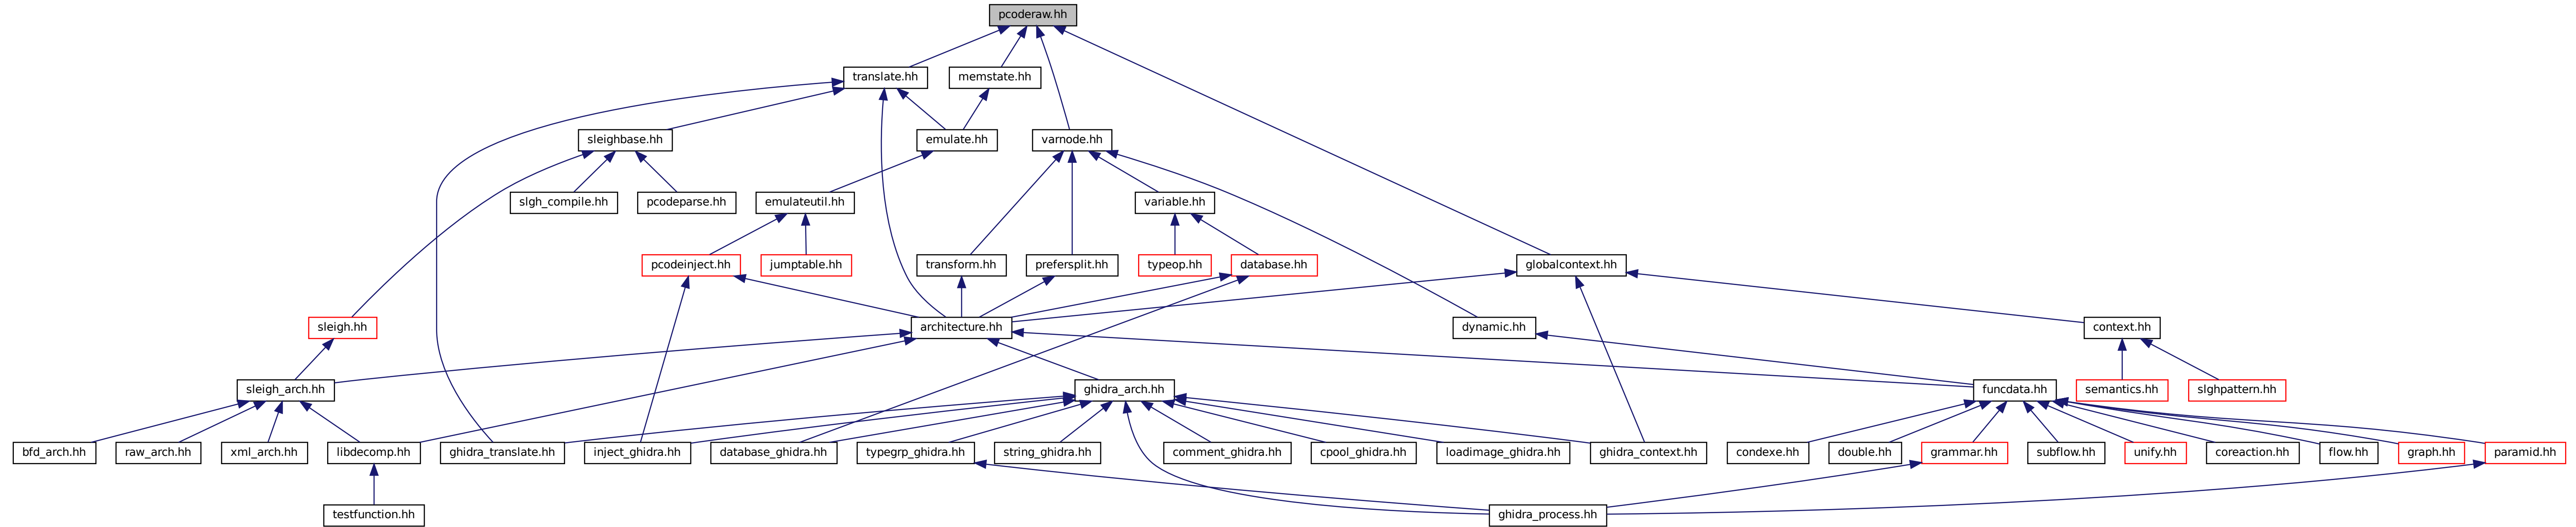 pcoderaw.hh
translate.hh
memstate.hh
sleighbase.hh
emulate.hh
varnode.hh
slgh_compile.hh
pcodeparse.hh
emulateutil.hh
variable.hh
pcodeinject.hh
jumptable.hh
transform.hh
prefersplit.hh
typeop.hh
database.hh
globalcontext.hh
sleigh.hh
architecture.hh
dynamic.hh
context.hh
sleigh_arch.hh
ghidra_arch.hh
funcdata.hh
semantics.hh
slghpattern.hh
bfd_arch.hh
raw_arch.hh
xml_arch.hh
libdecomp.hh
ghidra_translate.hh
inject_ghidra.hh
database_ghidra.hh
typegrp_ghidra.hh
string_ghidra.hh
comment_ghidra.hh
cpool_ghidra.hh
loadimage_ghidra.hh
ghidra_context.hh
condexe.hh
double.hh
grammar.hh
subflow.hh
unify.hh
coreaction.hh
flow.hh
graph.hh
paramid.hh
testfunction.hh
ghidra_process.hh